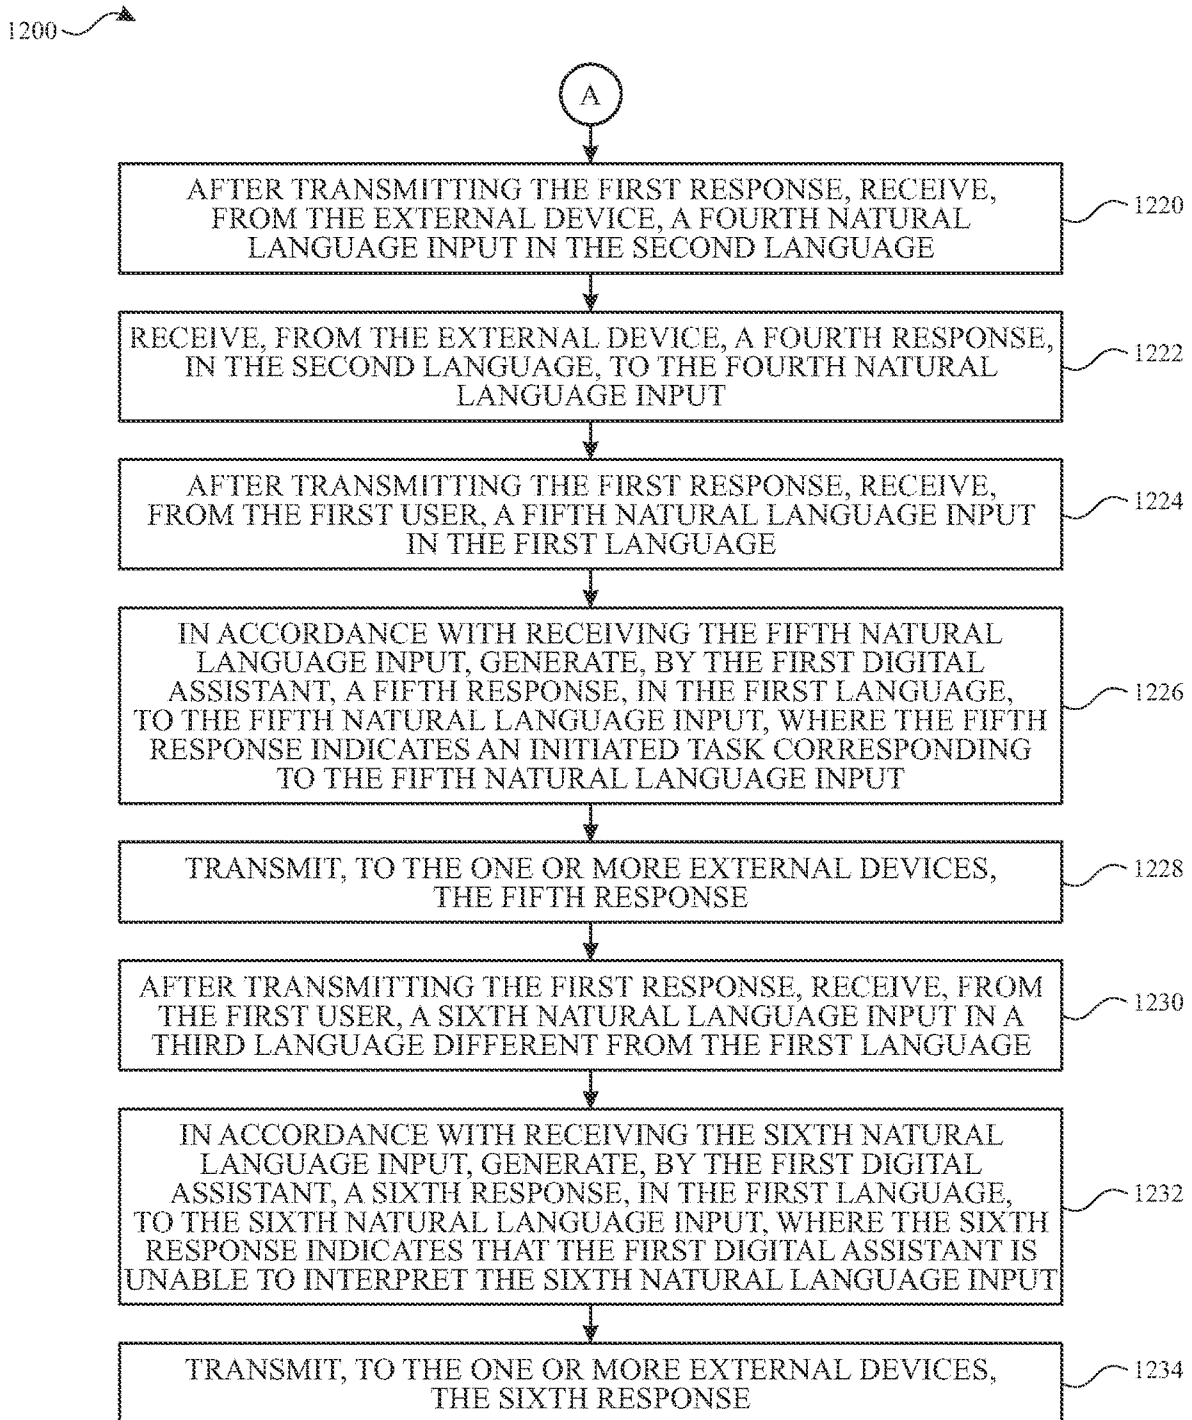 1200
A
AFTER TRANSMITTING THE FIRST RESPONSE, RECEIVE,
FROM THE EXTERNAL DEVICE, A FOURTH NATURAL
LANGUAGE INPUT IN THE SECOND LANGUAGE
1220
RECEIVE, FROM THE EXTERNAL DEVICE, A FOURTH RESPONSE,
IN THE SECOND LANGUAGE, TO THE FOURTH NATURAL
LANGUAGE INPUT
1222
AFTER TRANSMITTING THE FIRST RESPONSE, RECEIVE,
FROM THE FIRST USER, A FIFTH NATURAL LANGUAGE INPUT
IN THE FIRST LANGUAGE
1224
IN ACCORDANCE WITH RECEIVING THE FIFTH NATURAL
LANGUAGE INPUT, GENERATE, BY THE FIRST DIGITAL
ASSISTANT, A FIFTH RESPONSE, IN THE FIRST LANGUAGE,
TO THE FIFTH NATURAL LANGUAGE INPUT, WHERE THE FIFTH
RESPONSE INDICATES AN INITIATED TASK CORRESPONDING
TO THE FIFTH NATURAL LANGUAGE INPUT
1226
TRANSMIT, TO THE ONE OR MORE EXTERNAL DEVICES,
THE FIFTH RESPONSE
1228
AFTER TRANSMITTING THE FIRST RESPONSE, RECEIVE, FROM
THE FIRST USER, A SIXTH NATURAL LANGUAGE INPUT IN A
THIRD LANGUAGE DIFFERENT FROM THE FIRST LANGUAGE
1230
IN ACCORDANCE WITH RECEIVING THE SIXTH NATURAL
LANGUAGE INPUT, GENERATE, BY THE FIRST DIGITAL
ASSISTANT, A SIXTH RESPONSE, IN THE FIRST LANGUAGE,
TO THE SIXTH NATURAL LANGUAGE INPUT, WHERE THE SIXTH
RESPONSE INDICATES THAT THE FIRST DIGITAL ASSISTANT IS
UNABLE TO INTERPRET THE SIXTH NATURAL LANGUAGE INPUT
1232
TRANSMIT, TO THE ONE OR MORE EXTERNAL DEVICES,
THE SIXTH RESPONSE
1234